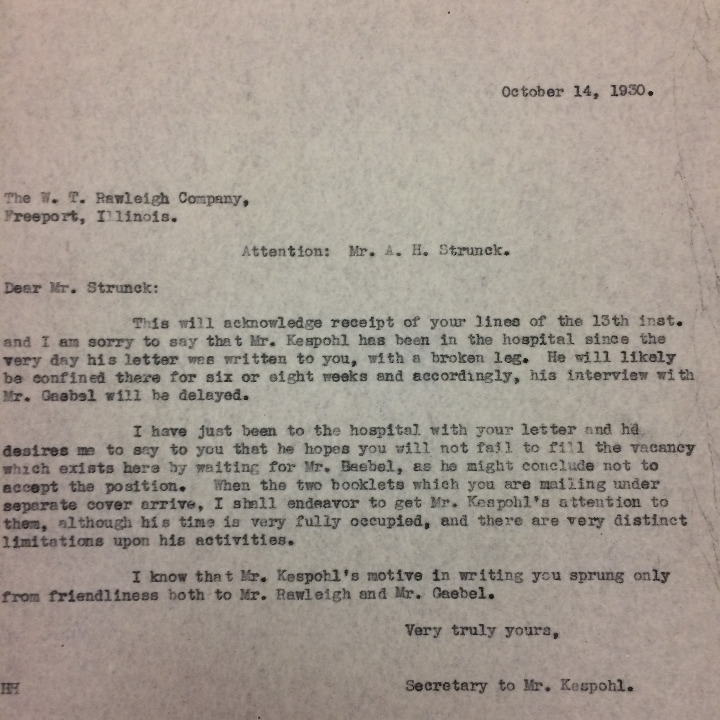 October 14, 1930.
The W. T. Rawleigh Company,
Freeport, Illinois.
Attention: Mr. A. H. Strunck.
Dear Mr. Strunck:
This will acknowledge receipt of your lines of the 13th inst.
and I am sorry to say that Mr. Kespohl has been in the hospital since the
very day his letter was written to you, with a broken leg. He will likely
be confined there for six or eight weeks and accordingly, his interview with
Mr. Gaebel will be delayed.
I have just been to the hospital with your letter and he
desires me to say to you that he hopes you will not fail to fill the vacancy
which exists here by waiting for Mr. Baebel, as he might conclude not to
accept the position. When the two booklets which you are mailing under
separate cover arrive, I shall endeavor to get Mr. Kespohl's attention to
them, although his time is very fully occupied, and there are very distinct
limitations upon his activities.
I know that Mr. Kespohl's motive in writing you sprung only
from friendliness both to Mr. Rawleigh and Mr. Gaebel.
Very truly yours,
HH
Secretary to Mr. Kespohl.